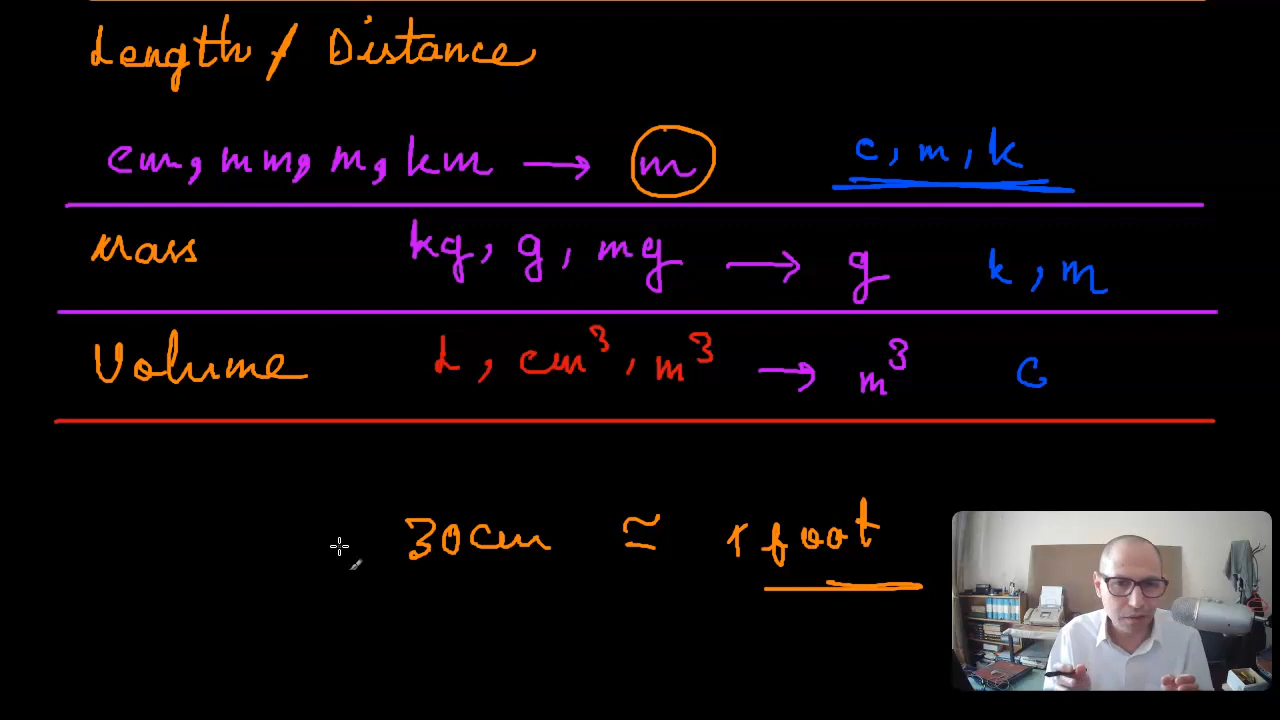 Length / Distance
cm, mm, m, km → m c, m, k
Mass kg, g, mg → g k, m
Volume L, cm³, m³ → m³ c
30cm ≅ 1 foot